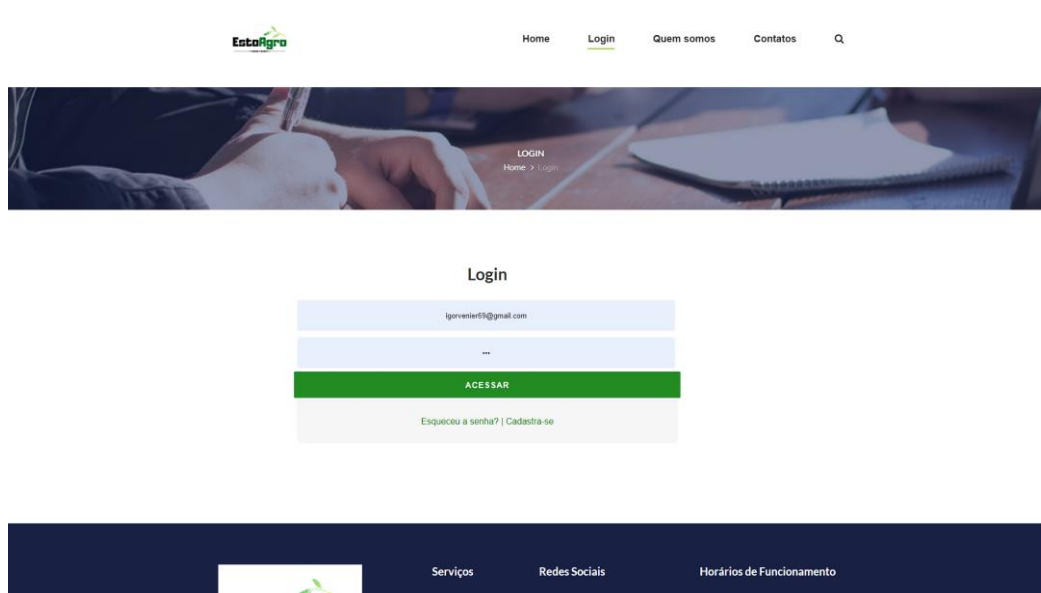 EstoAgro
Home Login Quem somos Contatos
LOGIN
Home > Login
Login
igorvenier69@gmail.com
•••
ACESSAR
Esqueceu a senha? | Cadastra-se
Serviços Redes Sociais Horários de Funcionamento